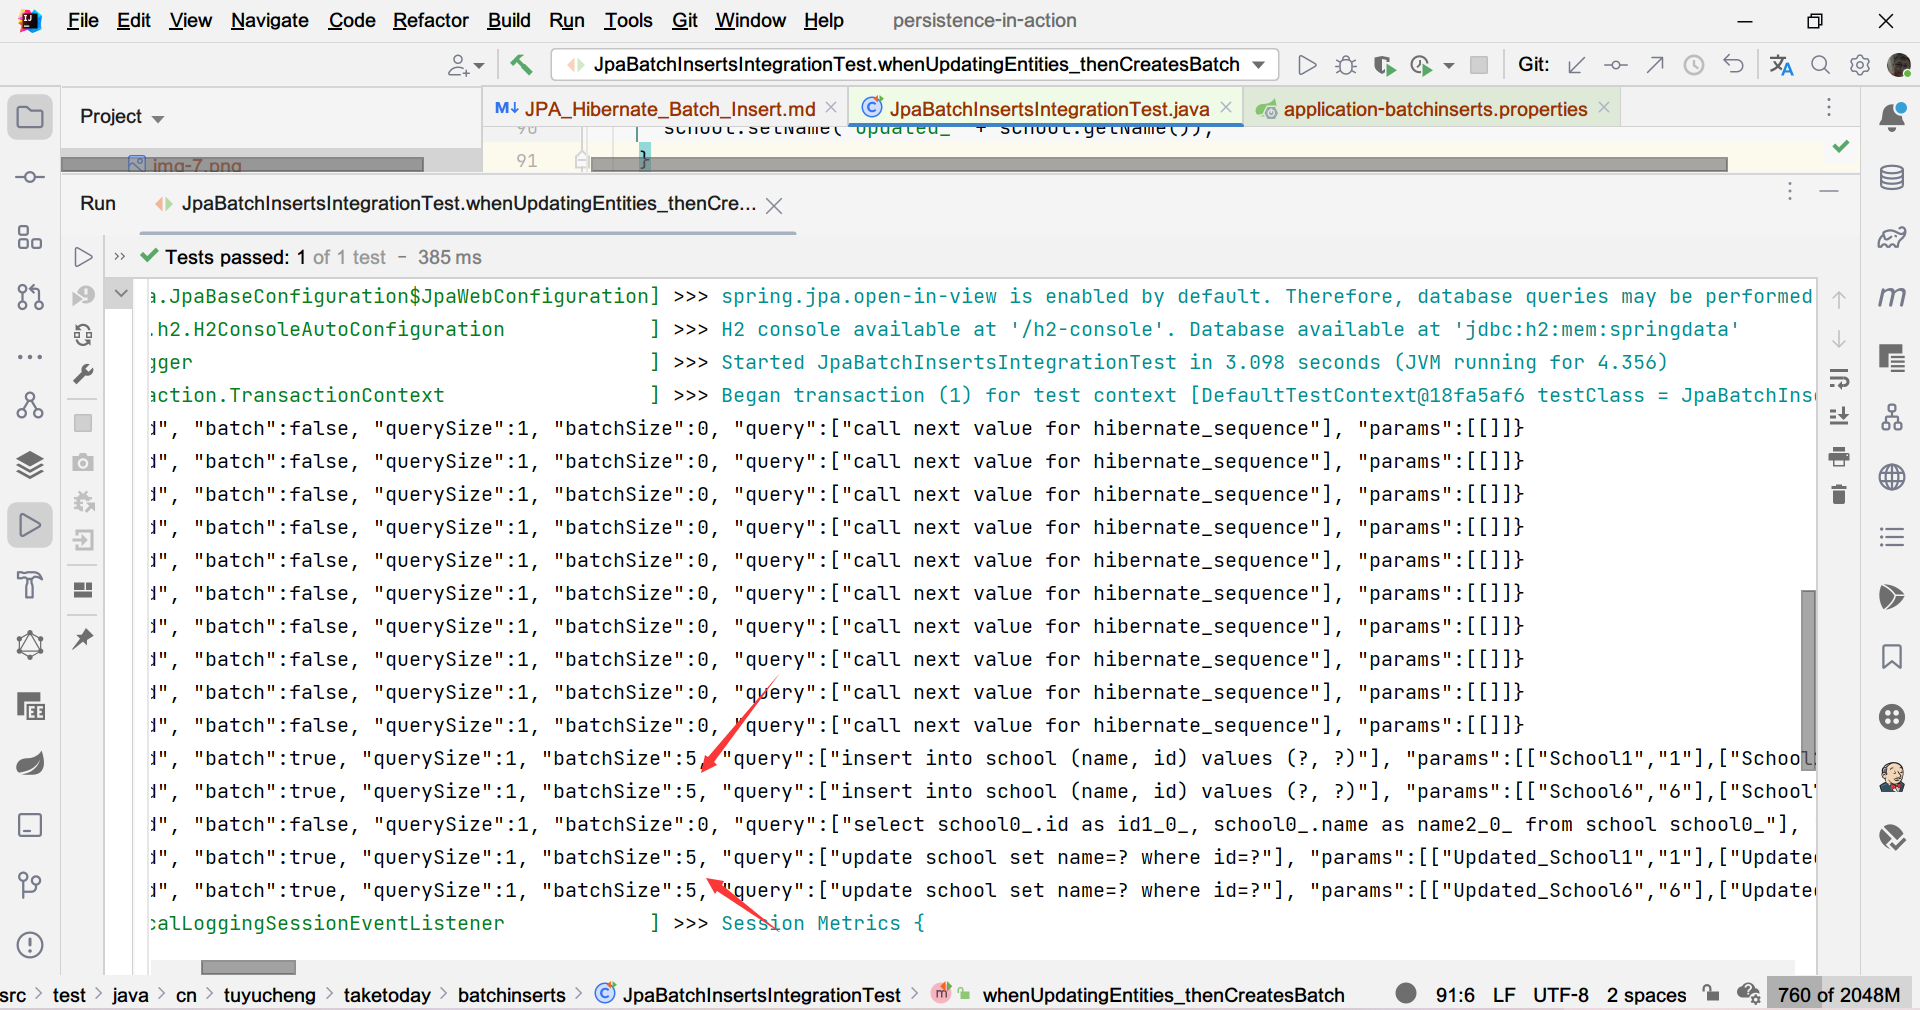 File Edit View Navigate Code Refactor Build Run Tools Git Window Help persistence-in-action
JpaBatchInsertsIntegrationTest.whenUpdatingEntities_thenCreatesBatch Git:
Project
M↓ JPA_Hibernate_Batch_Insert.md JpaBatchInsertsIntegrationTest.java application-batchinserts.properties
90 school.setName("Updated_" + school.getName());
img-7.png
91 }
Run JpaBatchInsertsIntegrationTest.whenUpdatingEntities_thenCre...
Tests passed: 1 of 1 test – 385 ms
a.JpaBaseConfiguration$JpaWebConfiguration] >>> spring.jpa.open-in-view is enabled by default. Therefore, database queries may be performed
.h2.H2ConsoleAutoConfiguration ] >>> H2 console available at '/h2-console'. Database available at 'jdbc:h2:mem:springdata'
gger ] >>> Started JpaBatchInsertsIntegrationTest in 3.098 seconds (JVM running for 4.356)
action.TransactionContext ] >>> Began transaction (1) for test context [DefaultTestContext@18fa5af6 testClass = JpaBatchInse
d", "batch":false, "querySize":1, "batchSize":0, "query":["call next value for hibernate_sequence"], "params":[[]]}
d", "batch":false, "querySize":1, "batchSize":0, "query":["call next value for hibernate_sequence"], "params":[[]]}
d", "batch":false, "querySize":1, "batchSize":0, "query":["call next value for hibernate_sequence"], "params":[[]]}
d", "batch":false, "querySize":1, "batchSize":0, "query":["call next value for hibernate_sequence"], "params":[[]]}
d", "batch":false, "querySize":1, "batchSize":0, "query":["call next value for hibernate_sequence"], "params":[[]]}
d", "batch":false, "querySize":1, "batchSize":0, "query":["call next value for hibernate_sequence"], "params":[[]]}
d", "batch":false, "querySize":1, "batchSize":0, "query":["call next value for hibernate_sequence"], "params":[[]]}
d", "batch":false, "querySize":1, "batchSize":0, "query":["call next value for hibernate_sequence"], "params":[[]]}
d", "batch":false, "querySize":1, "batchSize":0, "query":["call next value for hibernate_sequence"], "params":[[]]}
d", "batch":false, "querySize":1, "batchSize":0, "query":["call next value for hibernate_sequence"], "params":[[]]}
d", "batch":true, "querySize":1, "batchSize":5, "query":["insert into school (name, id) values (?, ?)"], "params":[["School1","1"],["School
d", "batch":true, "querySize":1, "batchSize":5, "query":["insert into school (name, id) values (?, ?)"], "params":[["School6","6"],["School
d", "batch":false, "querySize":1, "batchSize":0, "query":["select school0_.id as id1_0_, school0_.name as name2_0_ from school school0_"],
d", "batch":true, "querySize":1, "batchSize":5, "query":["update school set name=? where id=?"], "params":[["Updated_School1","1"],["Update
d", "batch":true, "querySize":1, "batchSize":5, "query":["update school set name=? where id=?"], "params":[["Updated_School6","6"],["Update
calLoggingSessionEventListener ] >>> Session Metrics {
src > test > java > cn > tuyucheng > taketoday > batchinserts > JpaBatchInsertsIntegrationTest > whenUpdatingEntities_thenCreatesBatch 91:6 LF UTF-8 2 spaces 760 of 2048M